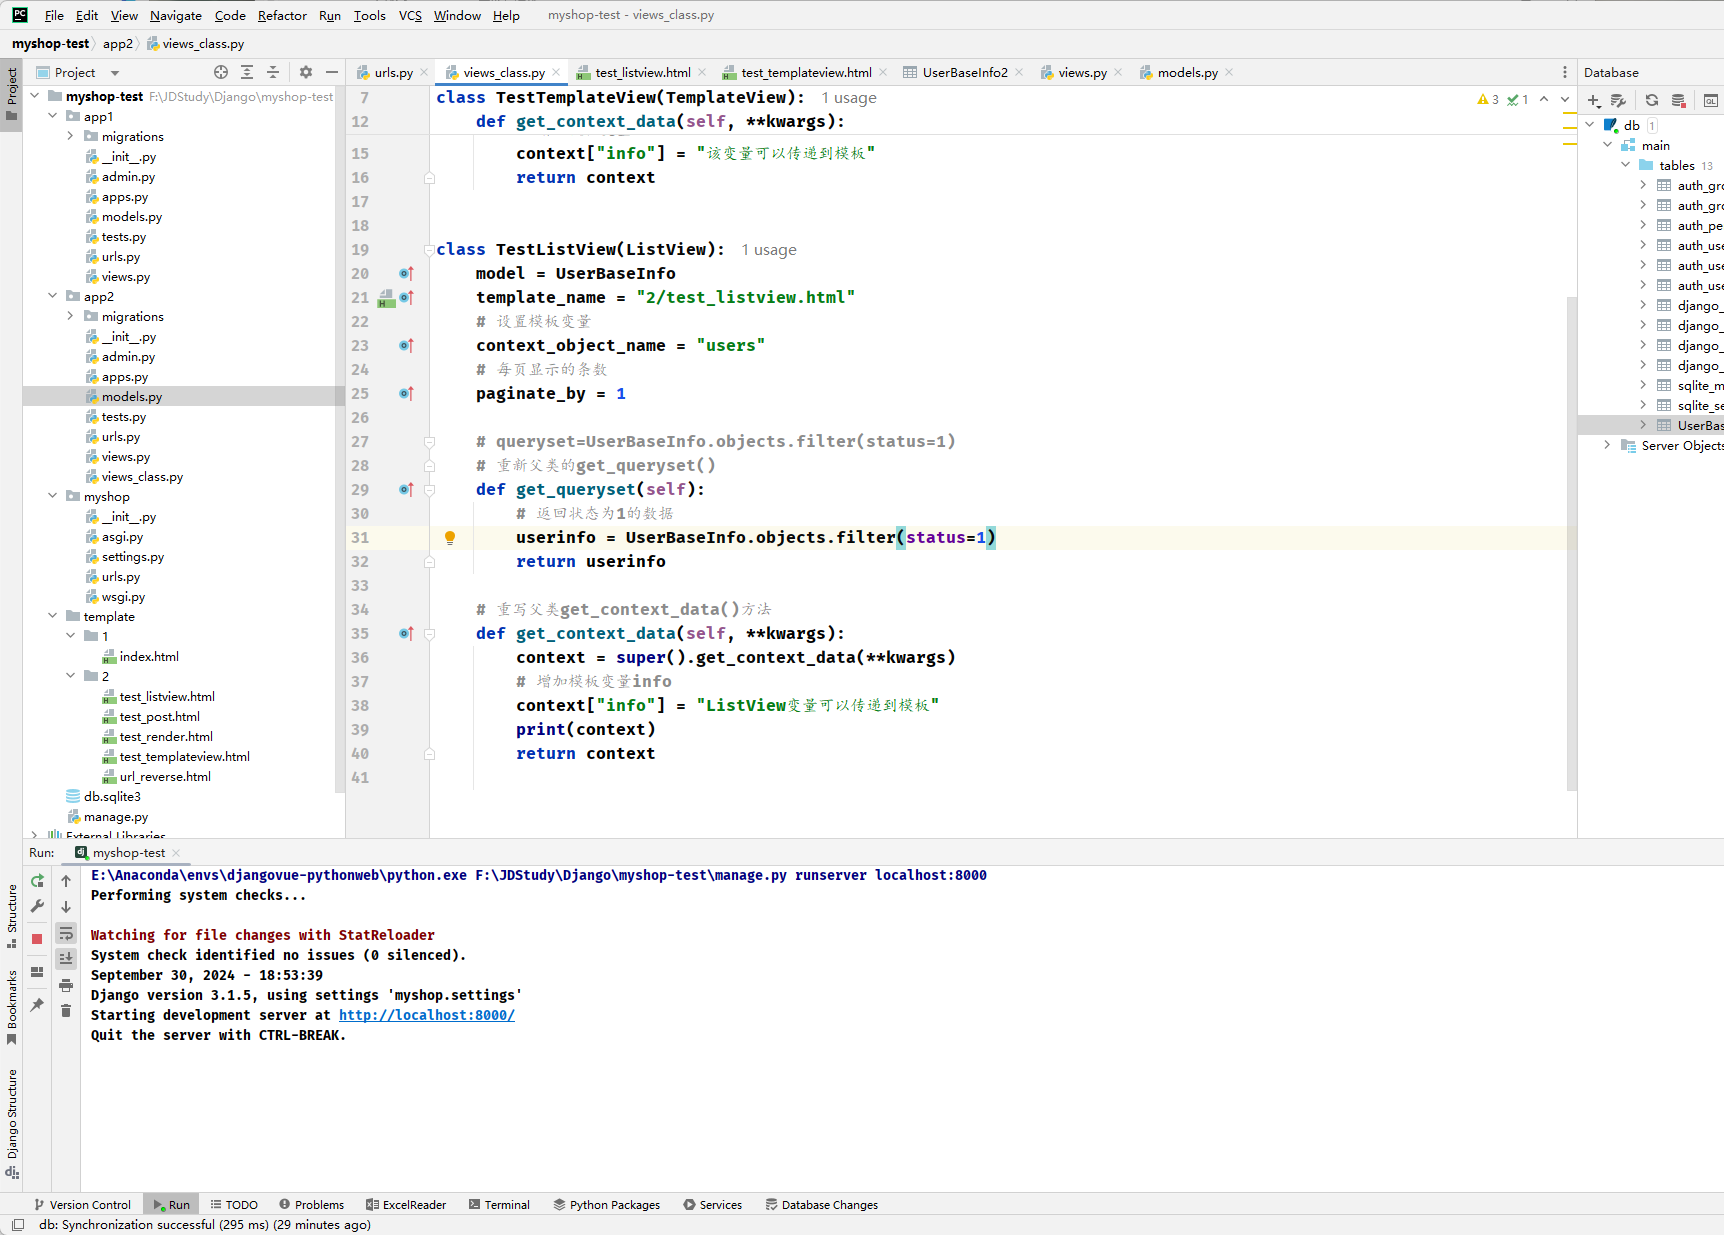 File Edit View Navigate Code Refactor Run Tools VCS Window Help myshop-test - views_class.py
myshop-test app2 views_class.py
Project
Project
urls.py views_class.py test_listview.html test_templateview.html UserBaseInfo2 views.py models.py
Database
myshop-test F:\JDStudy\Django\myshop-test
app1
migrations
__init__.py
admin.py
apps.py
models.py
tests.py
urls.py
views.py
app2
migrations
__init__.py
admin.py
apps.py
models.py
tests.py
urls.py
views.py
views_class.py
myshop
__init__.py
asgi.py
settings.py
urls.py
wsgi.py
template
1
index.html
2
test_listview.html
test_post.html
test_render.html
test_templateview.html
url_reverse.html
db.sqlite3
manage.py
External Libraries
7 class TestTemplateView(TemplateView): 1 usage
3 1
12 def get_context_data(self, **kwargs):
15 context["info"] = "该变量可以传递到模板"
16 return context
17
18
19 class TestListView(ListView): 1 usage
20 model = UserBaseInfo
21 template_name = "2/test_listview.html"
22 # 设置模板变量
23 context_object_name = "users"
24 # 每页显示的条数
25 paginate_by = 1
26
27 # queryset=UserBaseInfo.objects.filter(status=1)
28 # 重新父类的get_queryset()
29 def get_queryset(self):
30 # 返回状态为1的数据
31 userinfo = UserBaseInfo.objects.filter(status=1)
32 return userinfo
33
34 # 重写父类get_context_data()方法
35 def get_context_data(self, **kwargs):
36 context = super().get_context_data(**kwargs)
37 # 增加模板变量info
38 context["info"] = "ListView变量可以传递到模板"
39 print(context)
40 return context
41
db 1
main
tables 13
auth_gro
auth_gro
auth_pe
auth_use
auth_use
auth_use
django_
django_
django_
django_
sqlite_m
sqlite_se
UserBas
Server Objects
Run: myshop-test
E:\Anaconda\envs\djangovue-pythonweb\python.exe F:\JDStudy\Django\myshop-test\manage.py runserver localhost:8000
Performing system checks...
Watching for file changes with StatReloader
System check identified no issues (0 silenced).
September 30, 2024 - 18:53:39
Django version 3.1.5, using settings 'myshop.settings'
Starting development server at http://localhost:8000/
Quit the server with CTRL-BREAK.
Structure
Bookmarks
Django Structure
Version Control Run TODO Problems ExcelReader Terminal Python Packages Services Database Changes
db: Synchronization successful (295 ms) (29 minutes ago)